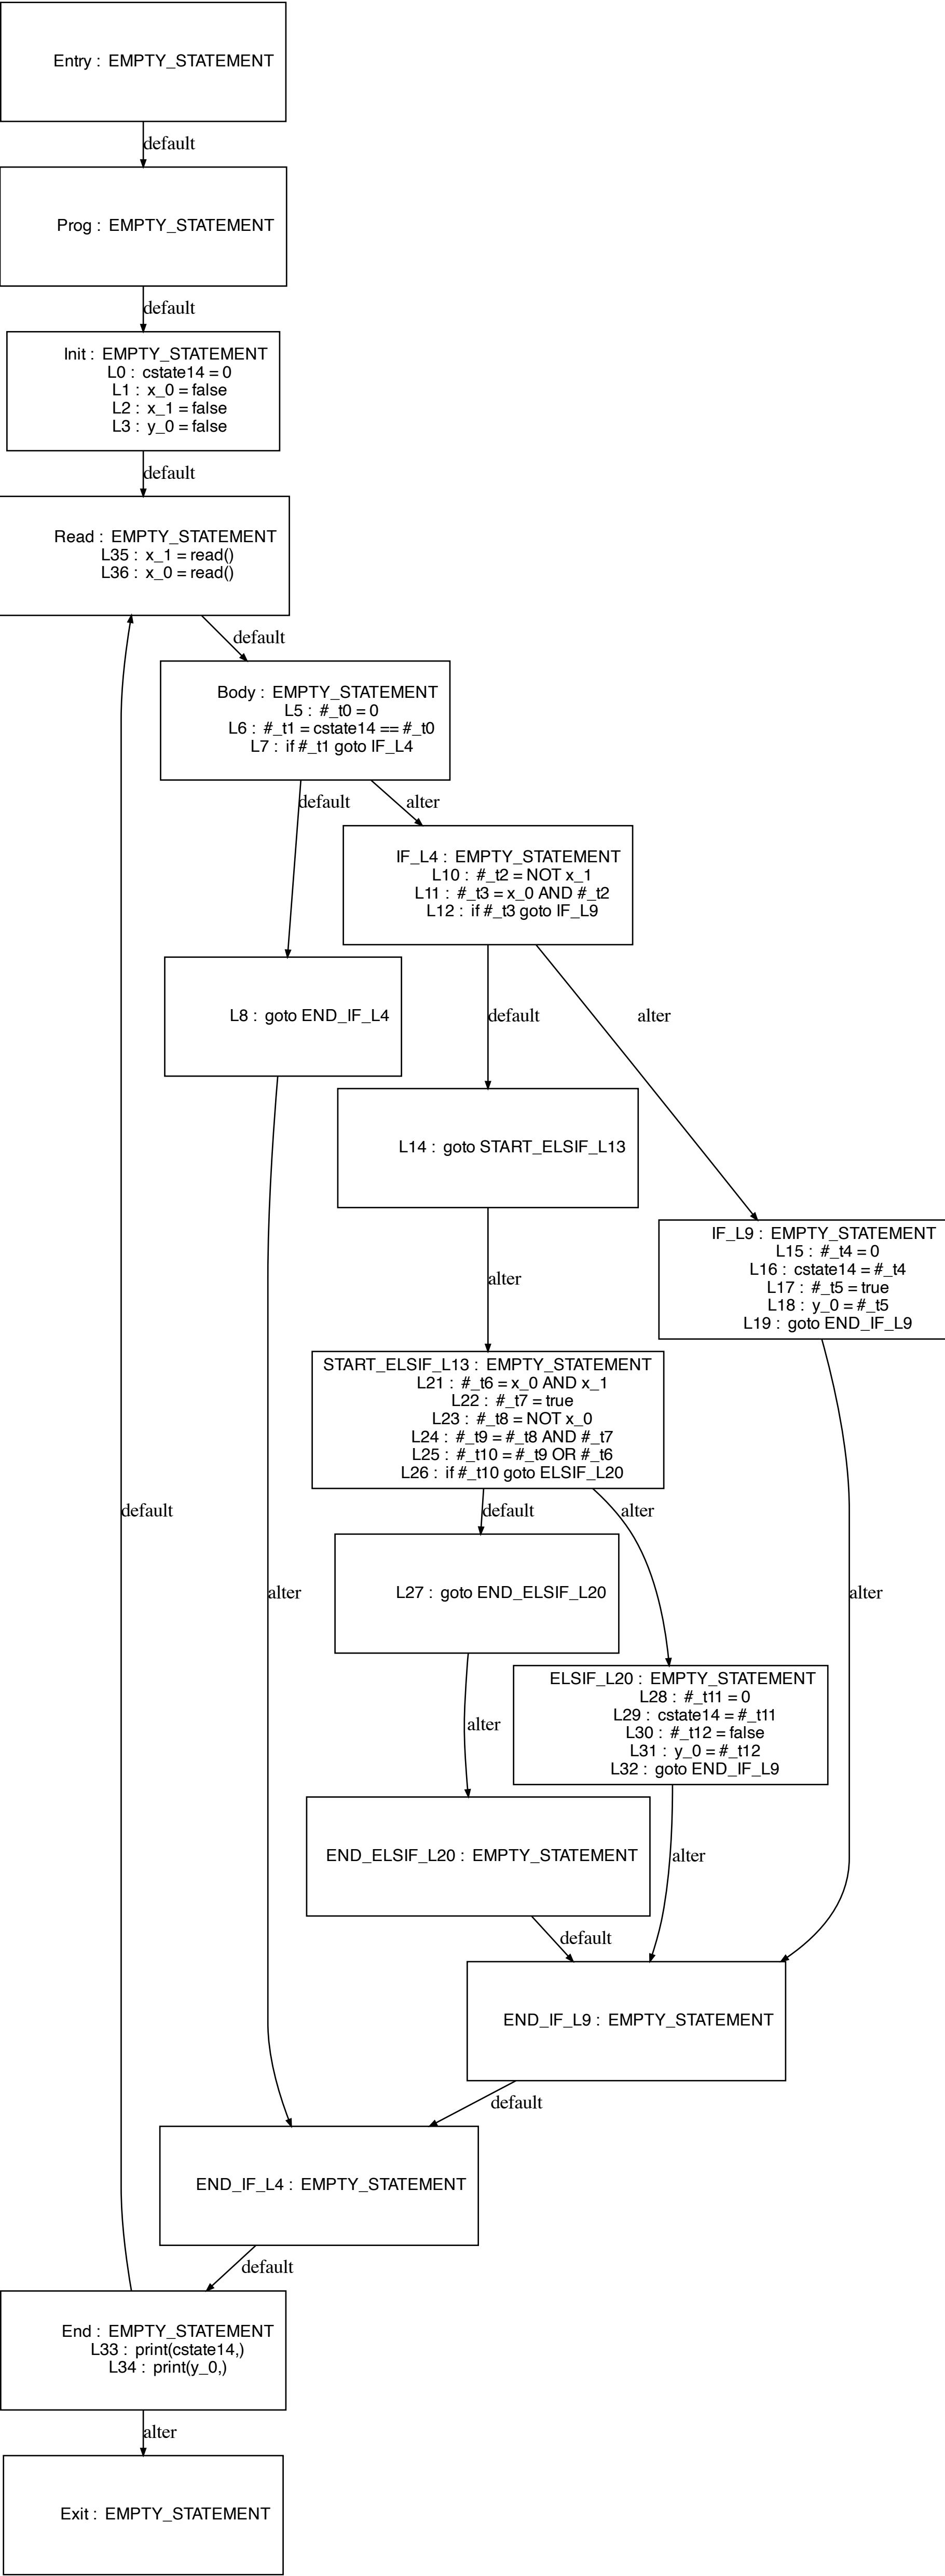 Entry : EMPTY_STATEMENT
default
Prog : EMPTY_STATEMENT
default
Init : EMPTY_STATEMENT
L0 : cstate14 = 0
L1 : x_0 = false
L2 : x_1 = false
L3 : y_0 = false
default
Read : EMPTY_STATEMENT
L35 : x_1 = read()
L36 : x_0 = read()
default
Body : EMPTY_STATEMENT
L5 : #_t0 = 0
L6 : #_t1 = cstate14 == #_t0
L7 : if #_t1 goto IF_L4
default
alter
IF_L4 : EMPTY_STATEMENT
L10 : #_t2 = NOT x_1
L11 : #_t3 = x_0 AND #_t2
L12 : if #_t3 goto IF_L9
L8 : goto END_IF_L4
default
alter
L14 : goto START_ELSIF_L13
alter
IF_L9 : EMPTY_STATEMENT
L15 : #_t4 = 0
L16 : cstate14 = #_t4
L17 : #_t5 = true
L18 : y_0 = #_t5
L19 : goto END_IF_L9
START_ELSIF_L13 : EMPTY_STATEMENT
L21 : #_t6 = x_0 AND x_1
L22 : #_t7 = true
L23 : #_t8 = NOT x_0
L24 : #_t9 = #_t8 AND #_t7
L25 : #_t10 = #_t9 OR #_t6
L26 : if #_t10 goto ELSIF_L20
default
default
alter
alter
L27 : goto END_ELSIF_L20
alter
ELSIF_L20 : EMPTY_STATEMENT
L28 : #_t11 = 0
L29 : cstate14 = #_t11
L30 : #_t12 = false
L31 : y_0 = #_t12
L32 : goto END_IF_L9
alter
END_ELSIF_L20 : EMPTY_STATEMENT
alter
default
END_IF_L9 : EMPTY_STATEMENT
default
END_IF_L4 : EMPTY_STATEMENT
default
End : EMPTY_STATEMENT
L33 : print(cstate14,)
L34 : print(y_0,)
alter
Exit : EMPTY_STATEMENT